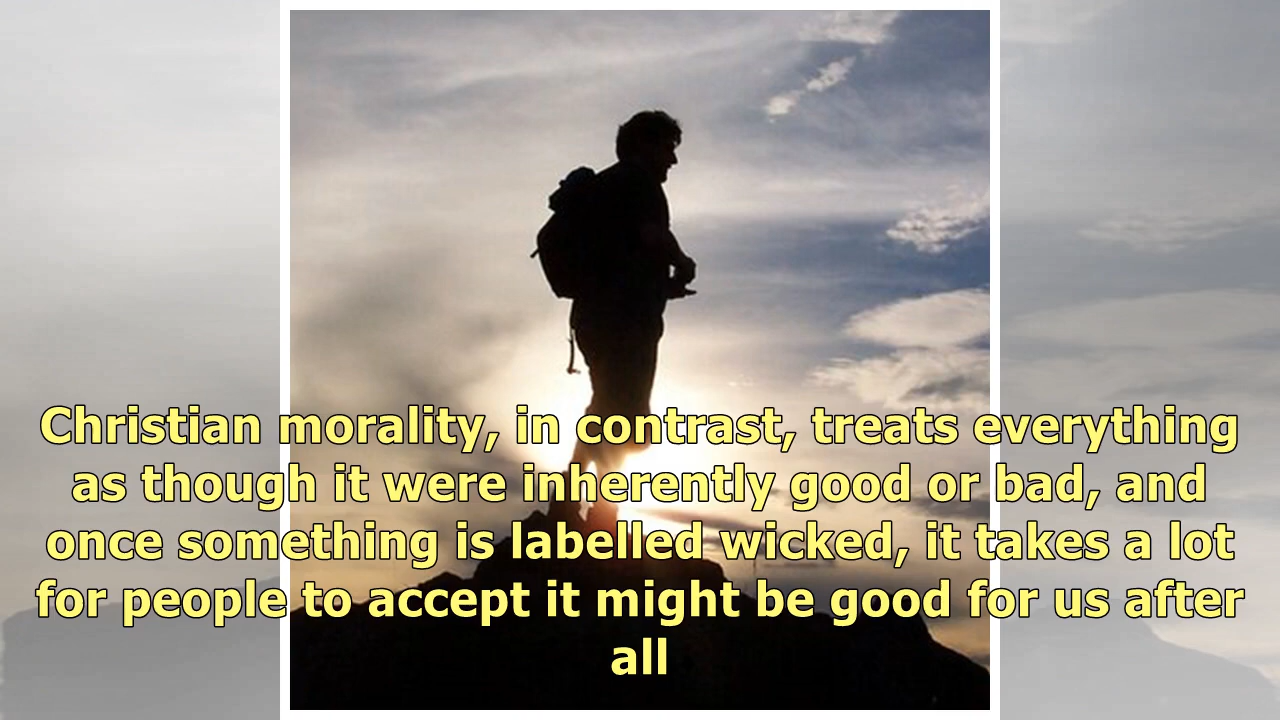 Christian morality, in contrast, treats everything
as though it were inherently good or bad, and
once something is labelled wicked, it takes a lot
for people to accept it might be good for us after
all